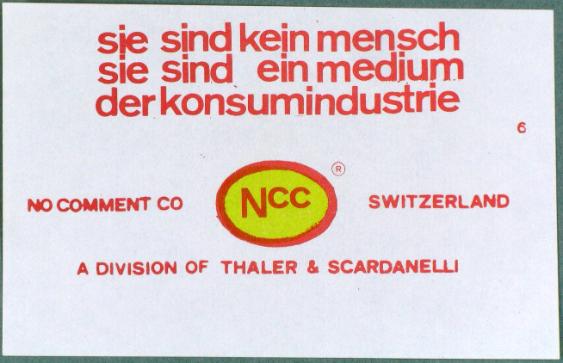 sie sind kein mensch
sie sind ein medium
der konsumindustrie
6
®
NO COMMENT CO
NCC
SWITZERLAND
A DIVISION OF THALER & SCARDANELLI